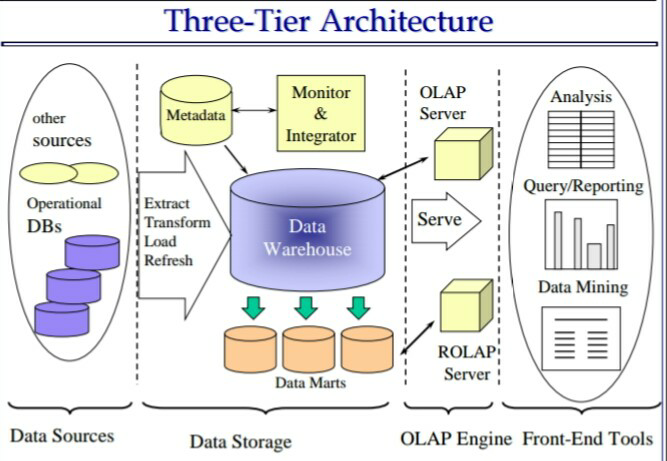 Three-Tier Architecture
other
sources
Operational
DBs
Metadata
Monitor
&
Integrator
Extract
Transform
Load
Refresh
Data
Warehouse
Data Marts
OLAP
Server
Serve
ROLAP
Server
Analysis
Query/Reporting
Data Mining
Data Sources
Data Storage
OLAP Engine
Front-End Tools